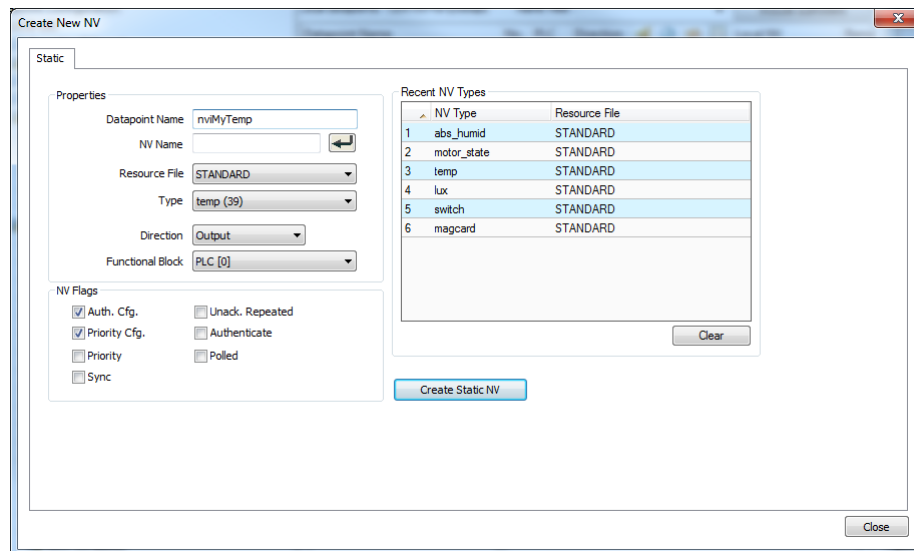 Create New NV
Static
Properties
Datapoint Name nviMyTemp
NV Name
Resource File STANDARD
Type temp (39)
Direction Output
Functional Block PLC [0]
NV Flags
Auth. Cfg. Unack. Repeated
Priority Cfg. Authenticate
Priority Polled
Sync
Recent NV Types
NV Type Resource File
1 abs_humid STANDARD
2 motor_state STANDARD
3 temp STANDARD
4 lux STANDARD
5 switch STANDARD
6 magcard STANDARD
Clear
Create Static NV
Close